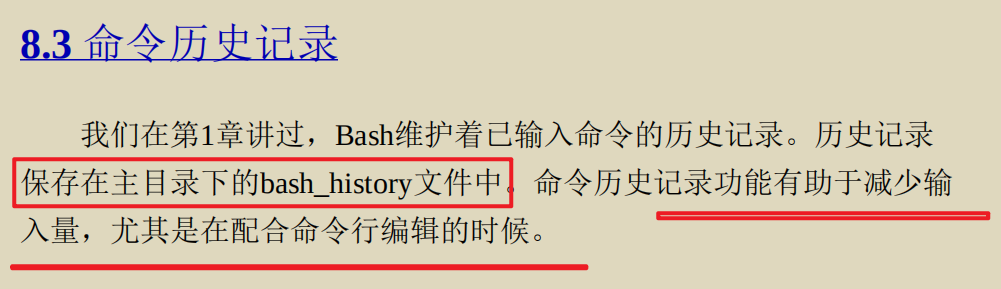 8.3 命令历史记录
我们在第1章讲过，Bash维护着已输入命令的历史记录。历史记录
保存在主目录下的bash_history文件中。命令历史记录功能有助于减少输
入量，尤其是在配合命令行编辑的时候。